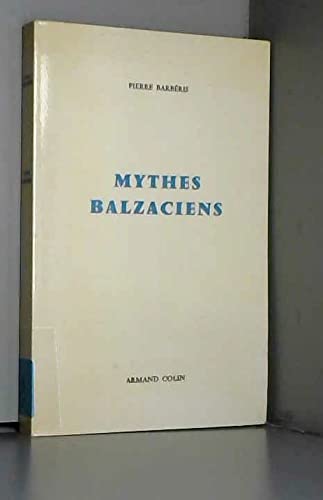 PIERRE BARBÉRIS
MYTHES
BALZACIENS
ARMAND COLIN